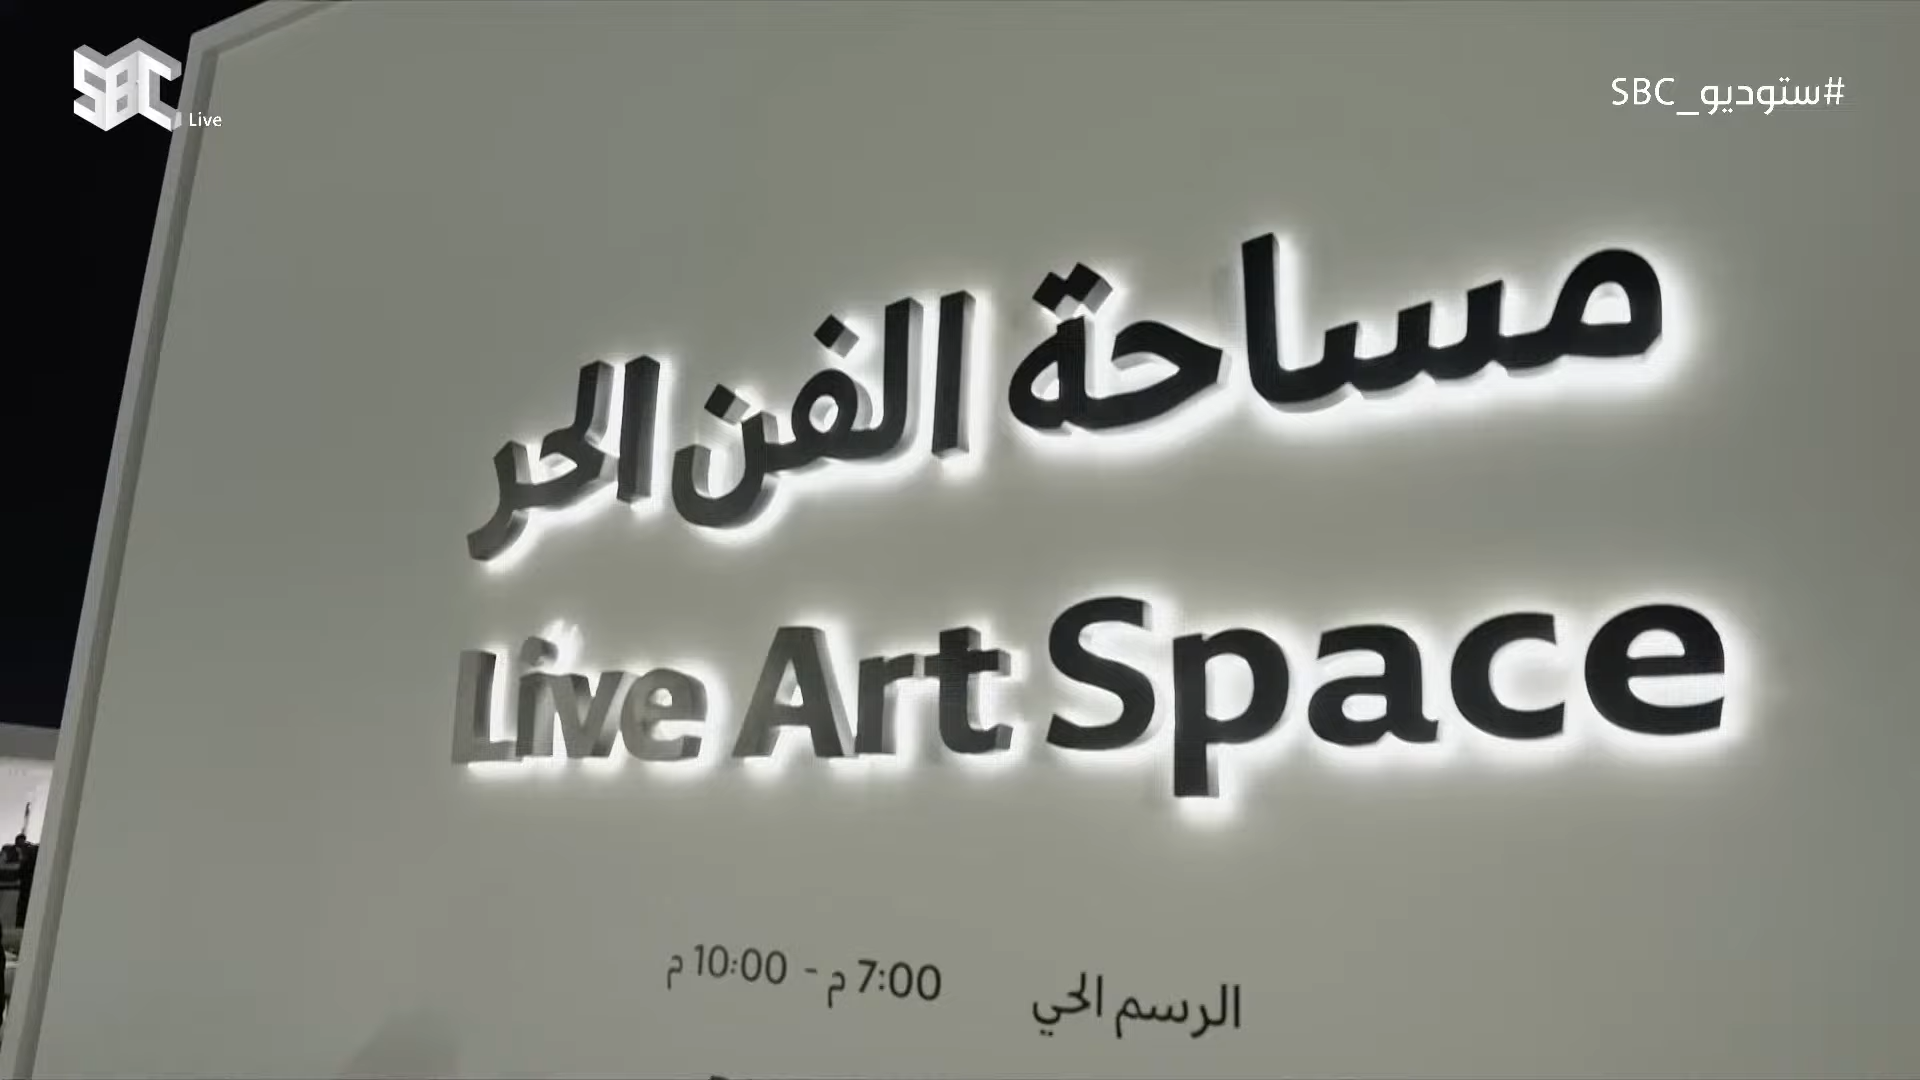 SBC Live
#ستوديو_SBC
مساحة الفن الحر
Live Art Space
الرسم الحي 7:00 م - 10:00 م